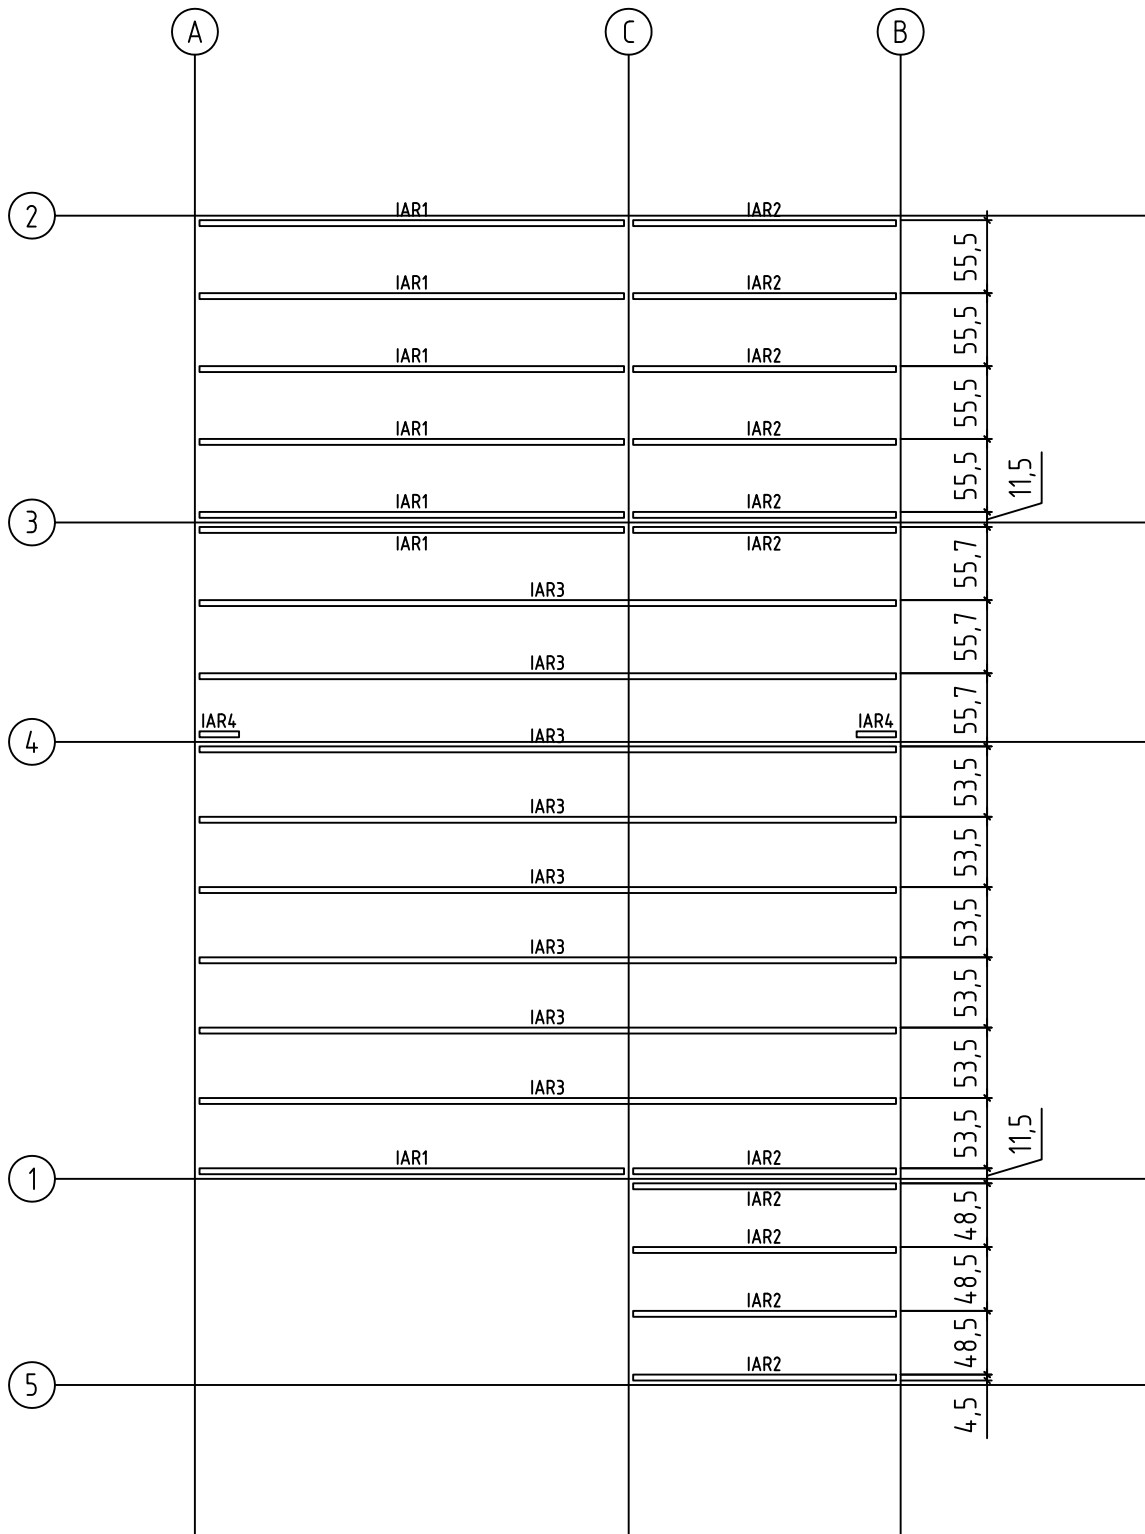 A C B
2 IAR1 IAR2
55,5
IAR1 IAR2
55,5
IAR1 IAR2
55,5
IAR1 IAR2
55,5 11,5
IAR1 IAR2
3
IAR1 IAR2
55,7
IAR3
55,7
IAR3
55,7
IAR4 IAR4
4 IAR3
53,5
IAR3
53,5
IAR3
53,5
IAR3
53,5
IAR3
53,5
IAR3
53,5 11,5
IAR1 IAR2
1
IAR2
48,5
IAR2
48,5
IAR2
48,5
IAR2
5
4,5